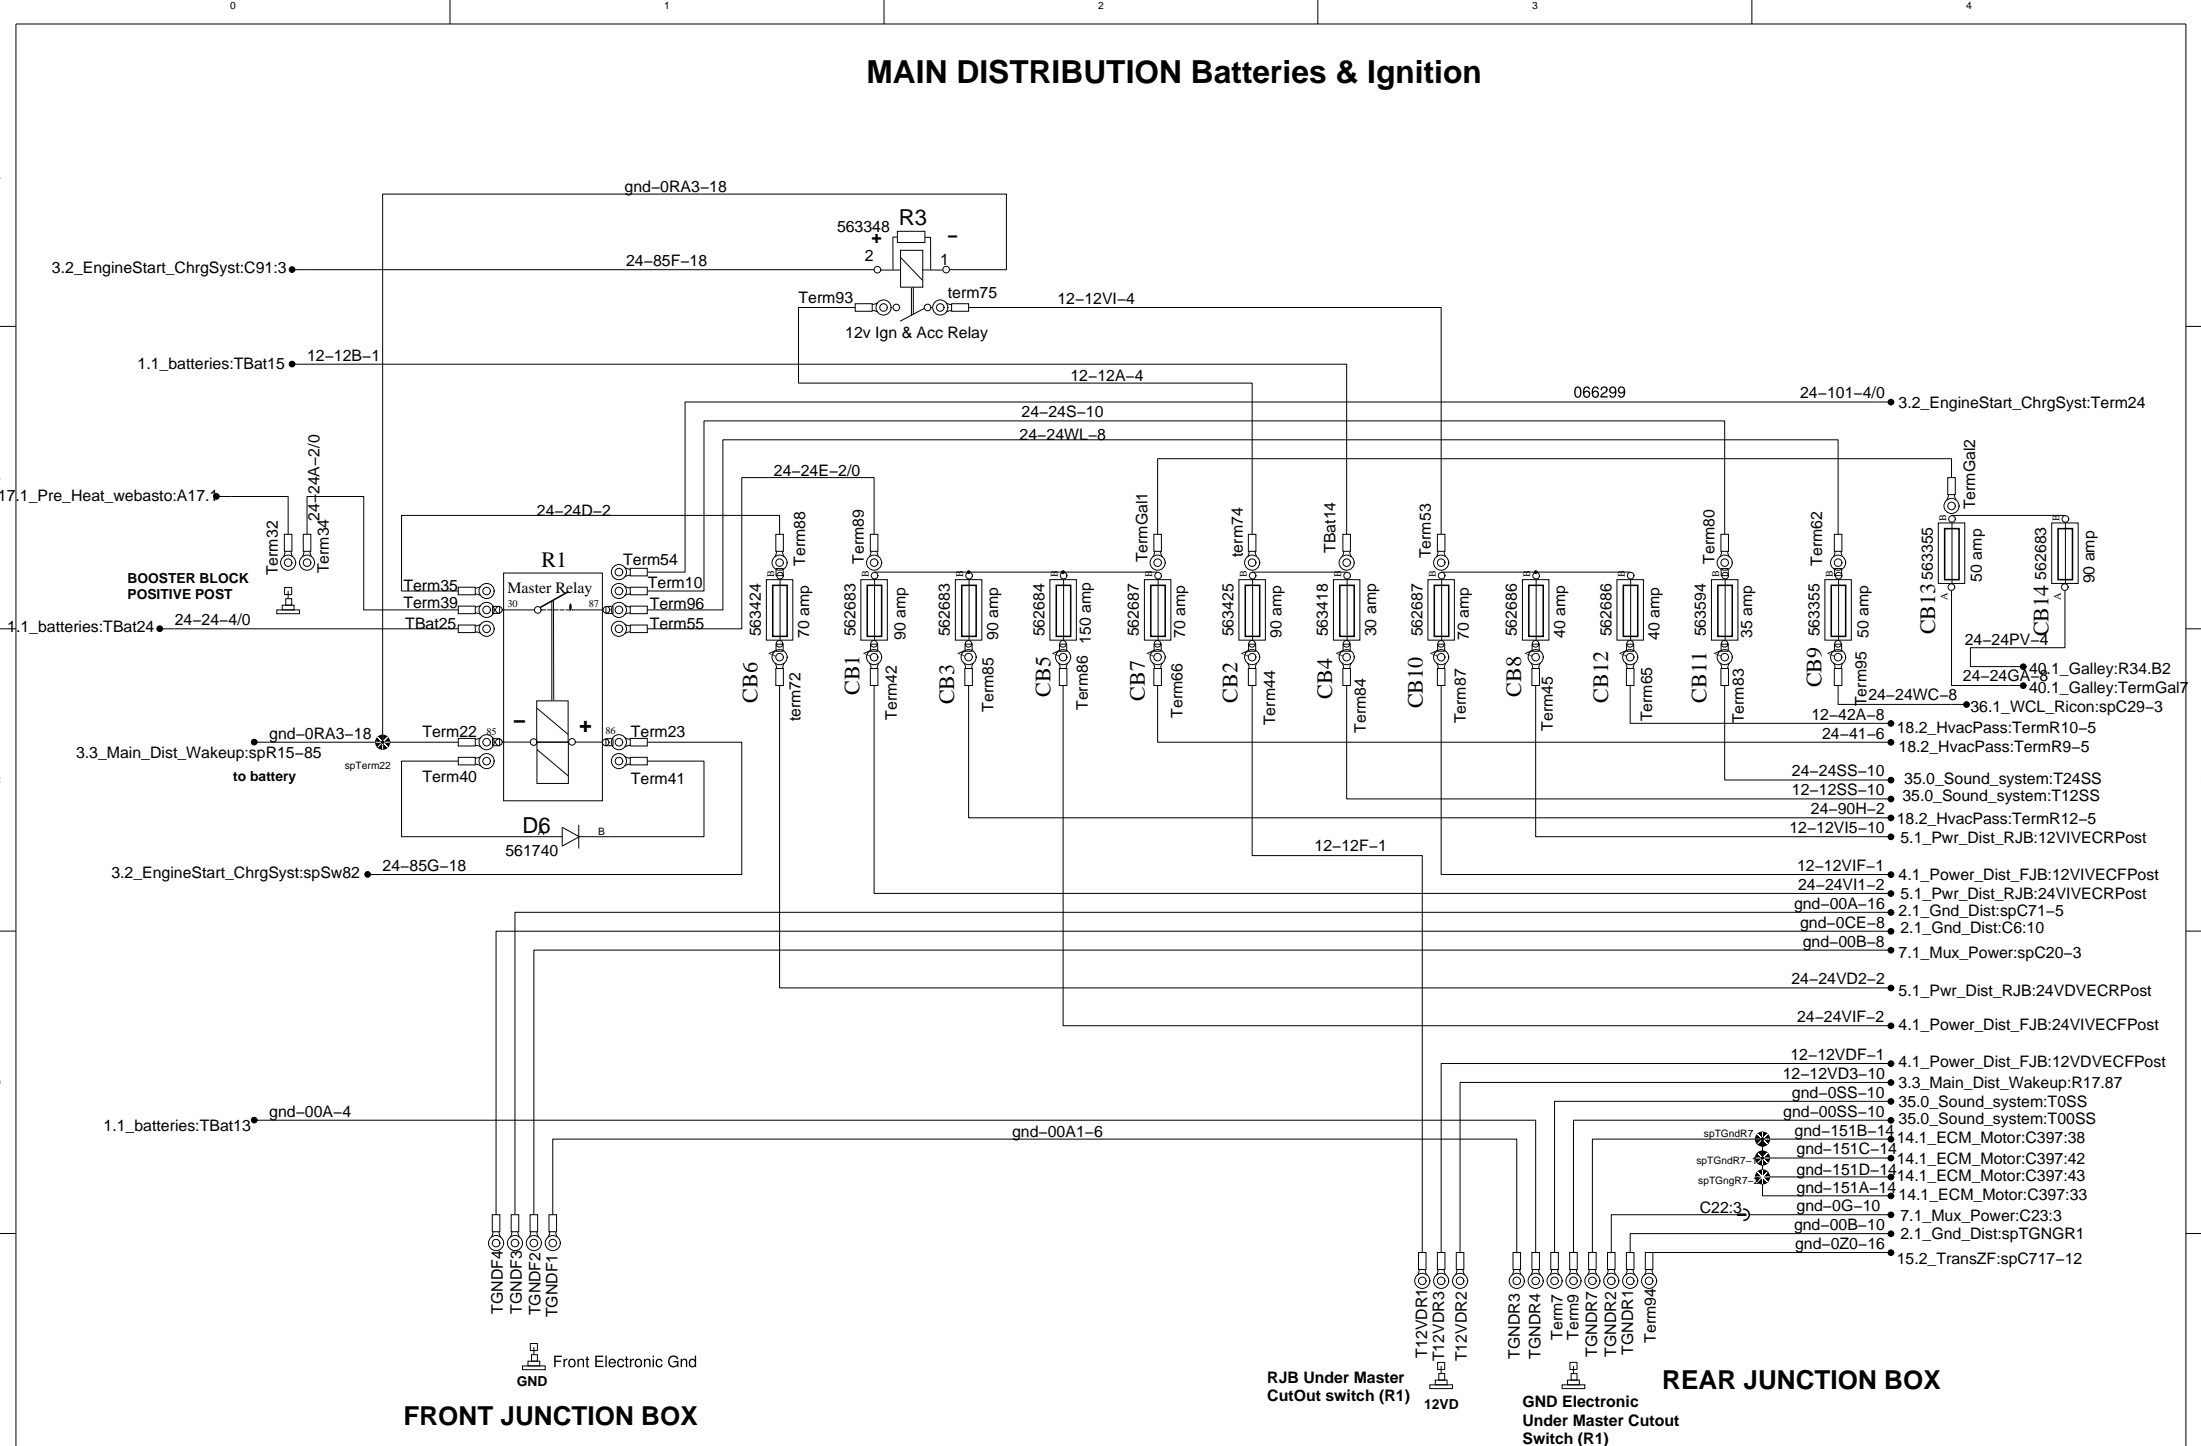 0 1 2 3 4
MAIN DISTRIBUTION Batteries & Ignition
gnd-0RA3-18
R3
563348
+ -
3.2_EngineStart_ChrgSyst:C91:3
24-85F-18
2 1
Term93
term75
12-12VI-4
12v Ign & Acc Relay
1.1_batteries:TBat15
12-12B-1
12-12A-4
066299
24-101-4/0
3.2_EngineStart_ChrgSyst:Term24
24-24S-10
24-24WL-8
24-24E-2/0
24-24A-2/0
17.1_Pre_Heat_webasto:A17.1
24-24D-2
Term32
Term34
BOOSTER BLOCK
POSITIVE POST
R1
Master Relay
30 87
Term35
Term39
TBat25
Term54
Term10
Term96
Term55
1.1_batteries:TBat24
24-24-4/0
Term88
Term89
TermGal1
term74
TBat14
Term53
Term80
Term62
TermGal2
B B B B B B B B B B B B B B
563424 70 amp
562683 90 amp
562683 90 amp
562684 150 amp
562687 70 amp
563425 90 amp
563418 30 amp
562687 70 amp
562686 40 amp
562686 40 amp
563594 35 amp
563355 50 amp
CB13 563355 50 amp
CB14 562683 90 amp
A A A A A A A A A A A A A A
CB6 term72
CB1 Term42
CB3 Term85
CB5 Term86
CB7 Term66
CB2 Term44
CB4 Term84
CB10 Term87
CB8 Term45
CB12 Term65
CB11 Term83
CB9 Term95
24-24PV-4
40.1_Galley:R34.B2
24-24GA-8
40.1_Galley:TermGal7
24-24WC-8
36.1_WCL_Ricon:spC29-3
12-42A-8
18.2_HvacPass:TermR10-5
24-41-6
18.2_HvacPass:TermR9-5
gnd-0RA3-18
3.3_Main_Dist_Wakeup:spR15-85
to battery
spTerm22
Term22
85
- +
86
Term23
Term40
Term41
24-24SS-10
35.0_Sound_system:T24SS
12-12SS-10
35.0_Sound_system:T12SS
24-90H-2
18.2_HvacPass:TermR12-5
12-12VI5-10
5.1_Pwr_Dist_RJB:12VIVECRPost
D6
A B
561740
12-12F-1
3.2_EngineStart_ChrgSyst:spSw82
24-85G-18
12-12VIF-1
4.1_Power_Dist_FJB:12VIVECFPost
24-24VI1-2
5.1_Pwr_Dist_RJB:24VIVECRPost
gnd-00A-16
2.1_Gnd_Dist:spC71-5
gnd-0CE-8
2.1_Gnd_Dist:C6:10
gnd-00B-8
7.1_Mux_Power:spC20-3
24-24VD2-2
5.1_Pwr_Dist_RJB:24VDVECRPost
24-24VIF-2
4.1_Power_Dist_FJB:24VIVECFPost
12-12VDF-1
4.1_Power_Dist_FJB:12VDVECFPost
12-12VD3-10
3.3_Main_Dist_Wakeup:R17.87
gnd-0SS-10
35.0_Sound_system:T0SS
1.1_batteries:TBat13
gnd-00A-4
gnd-00SS-10
35.0_Sound_system:T00SS
gnd-00A1-6
spTGndR7
gnd-151B-14
14.1_ECM_Motor:C397:38
spTGndR7-1
gnd-151C-14
14.1_ECM_Motor:C397:42
spTGngR7-2
gnd-151D-14
14.1_ECM_Motor:C397:43
gnd-151A-14
14.1_ECM_Motor:C397:33
C22:3
gnd-0G-10
7.1_Mux_Power:C23:3
gnd-00B-10
2.1_Gnd_Dist:spTGNGR1
gnd-0Z0-16
15.2_TransZF:spC717-12
TGNDF4
TGNDF3
TGNDF2
TGNDF1
T12VDR1
T12VDR3
T12VDR2
TGNDR3
TGNDR4
Term7
Term9
TGNDR7
TGNDR2
TGNDR1
Term94
Front Electronic Gnd
GND
FRONT JUNCTION BOX
RJB Under Master
CutOut switch (R1)
12VD
GND Electronic
Under Master Cutout
Switch (R1)
REAR JUNCTION BOX